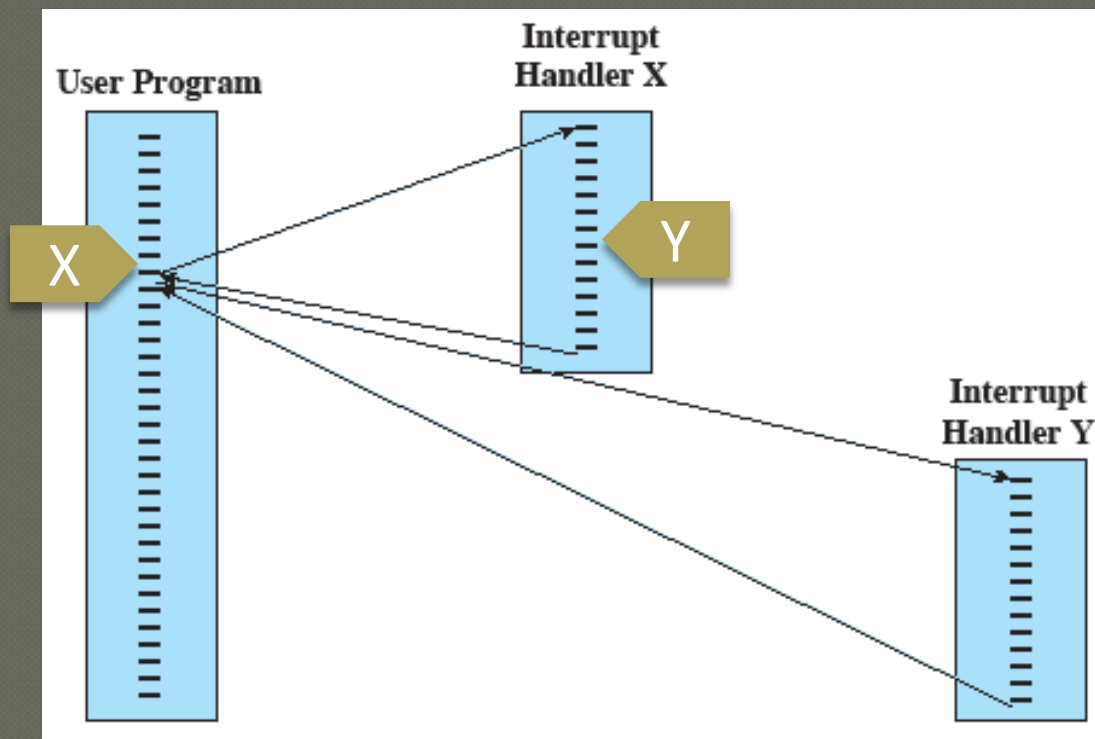 Interrupt
Handler X
User Program
X
Y
Interrupt
Handler Y